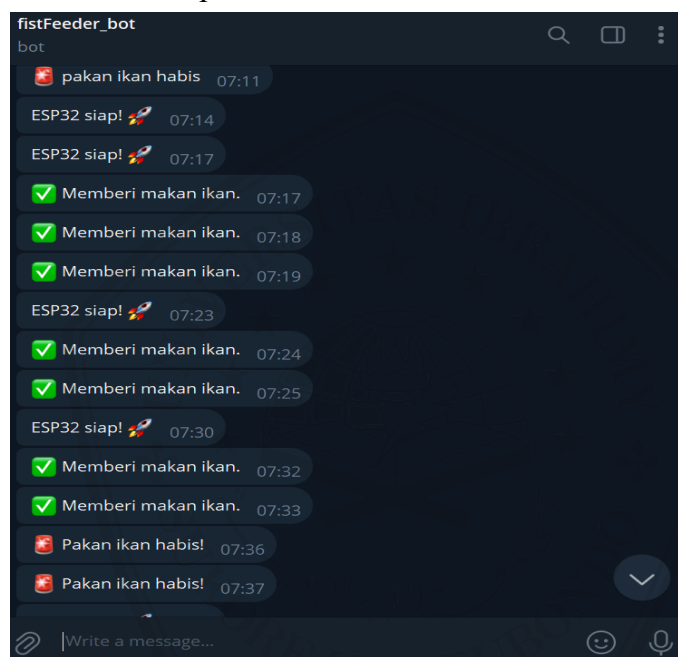 fistFeeder_bot
bot
🚨 pakan ikan habis 07:11
ESP32 siap! 🚀 07:14
ESP32 siap! 🚀 07:17
✅ Memberi makan ikan. 07:17
✅ Memberi makan ikan. 07:18
✅ Memberi makan ikan. 07:19
ESP32 siap! 🚀 07:23
✅ Memberi makan ikan. 07:24
✅ Memberi makan ikan. 07:25
ESP32 siap! 🚀 07:30
✅ Memberi makan ikan. 07:32
✅ Memberi makan ikan. 07:33
🚨 Pakan ikan habis! 07:36
🚨 Pakan ikan habis! 07:37
Write a message...